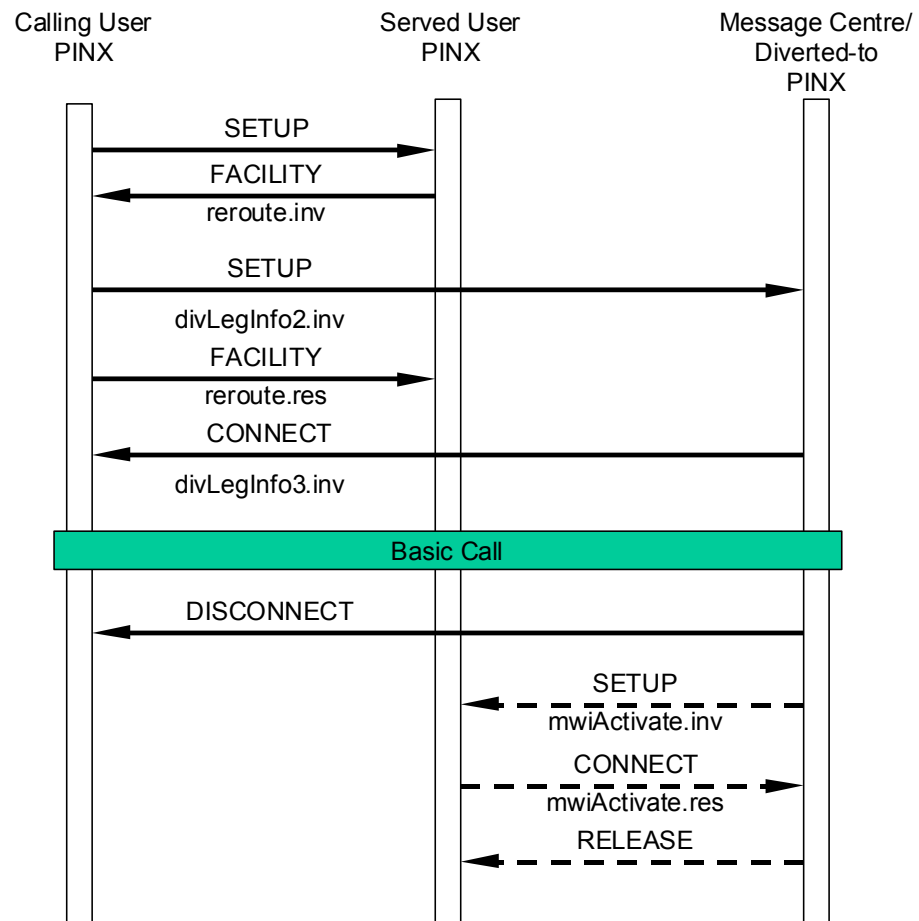 Calling User
PINX
Served User
PINX
Message Centre/
Diverted-to
PINX
SETUP
FACILITY
reroute.inv
SETUP
divLegInfo2.inv
FACILITY
reroute.res
CONNECT
divLegInfo3.inv
Basic Call
DISCONNECT
SETUP
mwiActivate.inv
CONNECT
mwiActivate.res
RELEASE